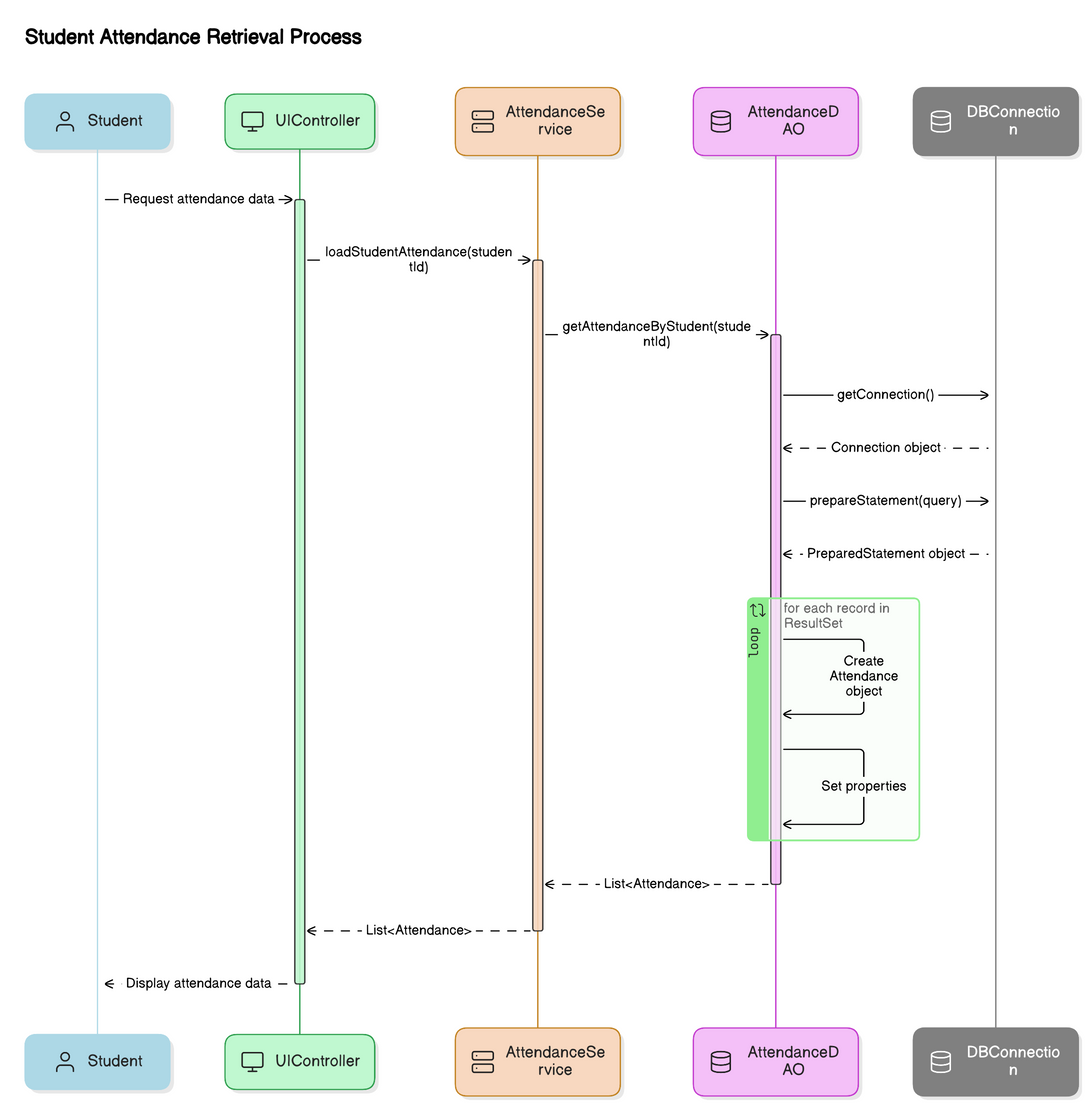 Student Attendance Retrieval Process
Student
UIController
AttendanceSe
rvice
AttendanceD
AO
DBConnectio
n
Request attendance data
loadStudentAttendance(studen
tId)
getAttendanceByStudent(stude
ntId)
getConnection()
Connection object
prepareStatement(query)
PreparedStatement object
loop
for each record in
ResultSet
Create
Attendance
object
Set properties
List<Attendance>
List<Attendance>
Display attendance data
Student
UIController
AttendanceSe
rvice
AttendanceD
AO
DBConnectio
n